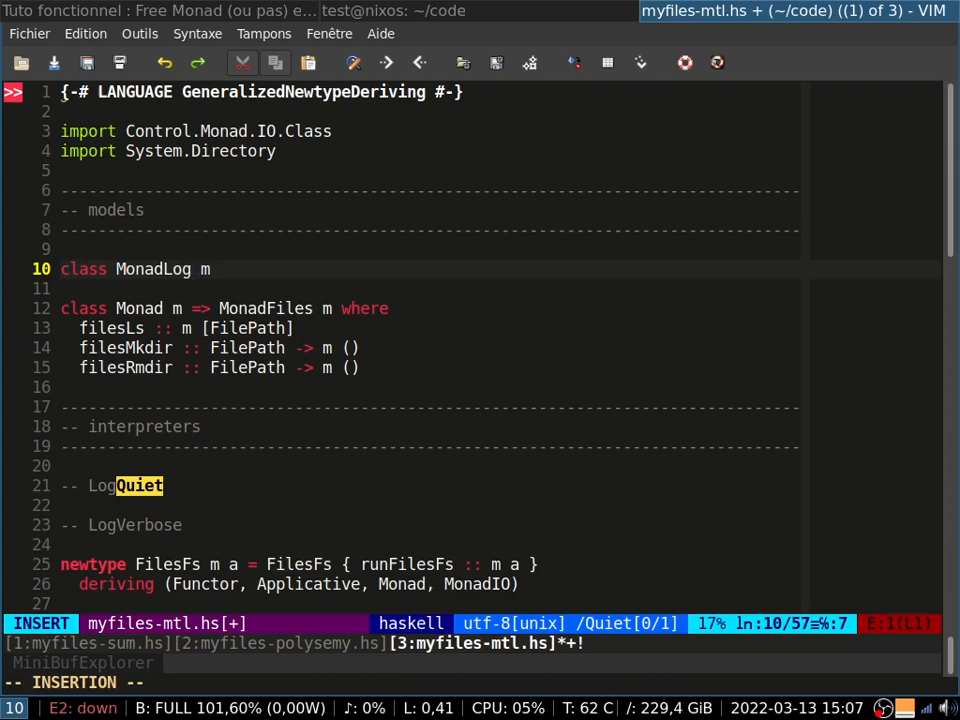 Tuto fonctionnel : Free Monad (ou pas) e... test@nixos: ~/code myfiles-mtl.hs + (~/code) ((1) of 3) - VIM
Fichier Edition Outils Syntaxe Tampons Fenêtre Aide
>> 1 {-# LANGUAGE GeneralizedNewtypeDeriving #-}
2
3 import Control.Monad.IO.Class
4 import System.Directory
5
6 -------------------------------------------------------------------------------
7 -- models
8 -------------------------------------------------------------------------------
9
10 class MonadLog m
11
12 class Monad m => MonadFiles m where
13   filesLs :: m [FilePath]
14   filesMkdir :: FilePath -> m ()
15   filesRmdir :: FilePath -> m ()
16
17 -------------------------------------------------------------------------------
18 -- interpreters
19 -------------------------------------------------------------------------------
20
21 -- LogQuiet
22
23 -- LogVerbose
24
25 newtype FilesFs m a = FilesFs { runFilesFs :: m a }
26   deriving (Functor, Applicative, Monad, MonadIO)
27
INSERT myfiles-mtl.hs[+] haskell utf-8[unix] /Quiet[0/1] 17% ln:10/57≡℅:7 E:1(L1)
[1:myfiles-sum.hs][2:myfiles-polysemy.hs][3:myfiles-mtl.hs]*+!
MiniBufExplorer
-- INSERTION --
10 E2: down B: FULL 101,60% (0,00W) ♪: 0% L: 0,41 CPU: 05% T: 62 C /: 229,4 GiB 2022-03-13 15:07